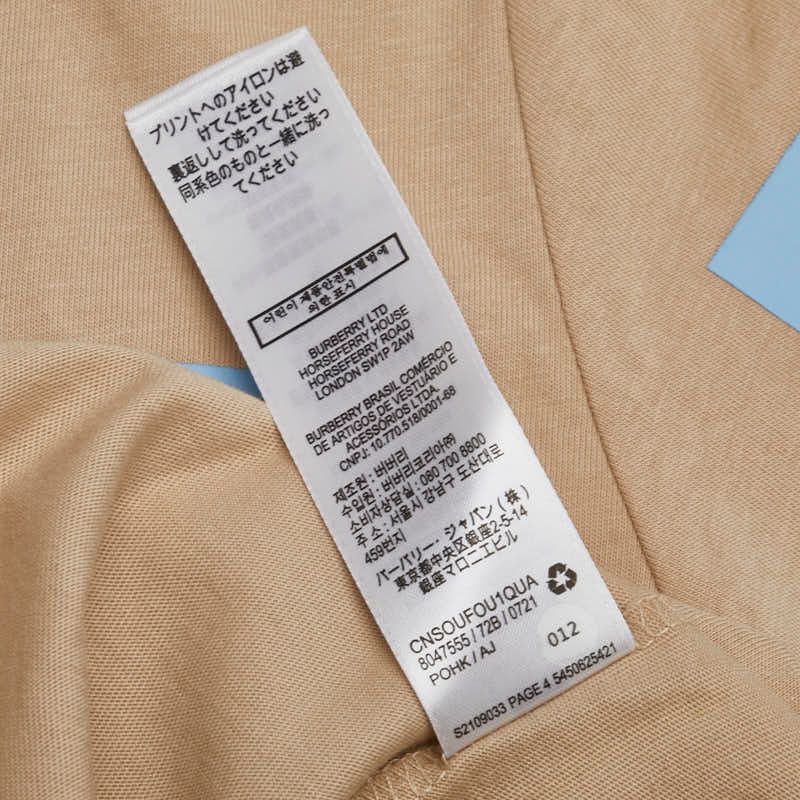 プリントへのアイロンは避
けてください
裏返しして洗ってください
同系色のものと一緒に洗っ
てください
어린이 제품안전특별법에
의한 표시
BURBERRY LTD
HORSEFERRY HOUSE
HORSEFERRY ROAD
LONDON SW1P 2AW
BURBERRY BRASIL COMÉRCIO
DE ARTIGOS DE VESTUÁRIO E
ACESSÓRIOS LTDA.
CNPJ: 10.770.518/0001-68
제조원 : 버버리
수입원 : 버버리코리아㈜
소비자상담실 : 080 700 8800
주 소 : 서울시 강남구 도산대로
459번지
バーバリー・ジャパン(株)
東京都中央区銀座2-5-14
銀座マロニエビル
CNSOUFOU1QUA
8047555 / 72B / 0721
POHK / AJ
012
S2109033 PAGE 4 5450625421